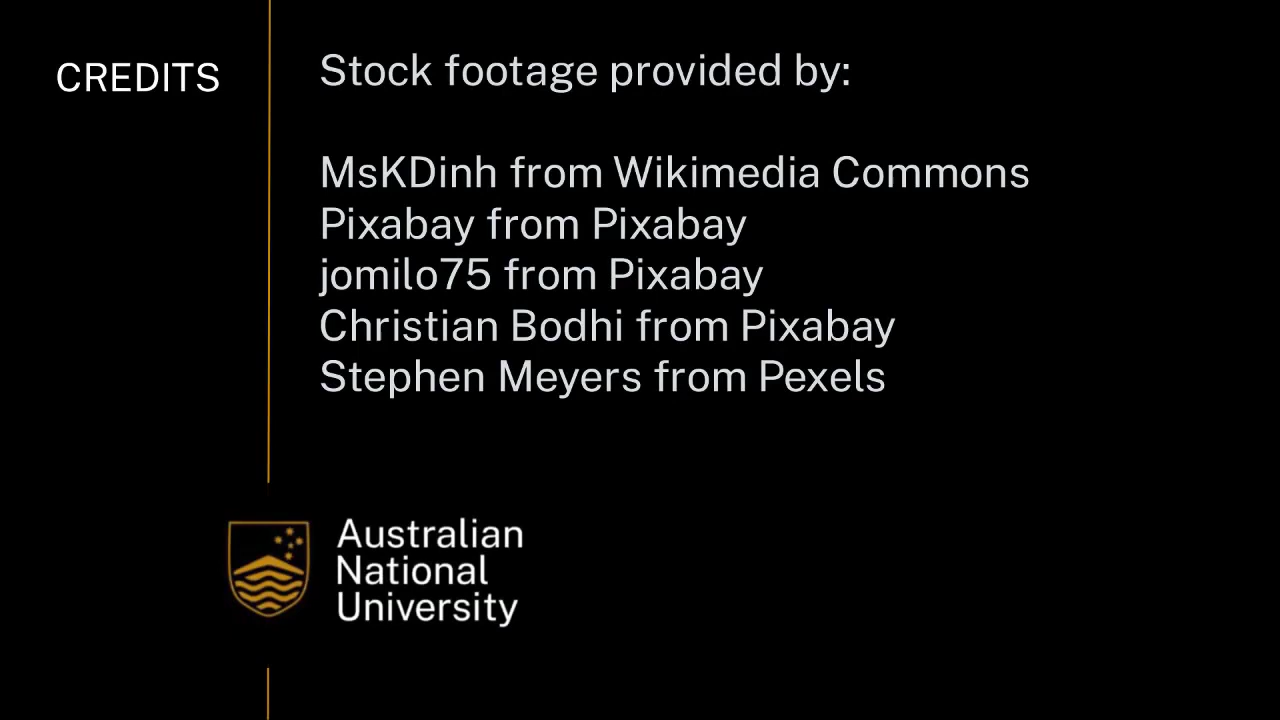 CREDITS
Stock footage provided by:
MsKDinh from Wikimedia Commons
Pixabay from Pixabay
jomilo75 from Pixabay
Christian Bodhi from Pixabay
Stephen Meyers from Pexels
Australian
National
University